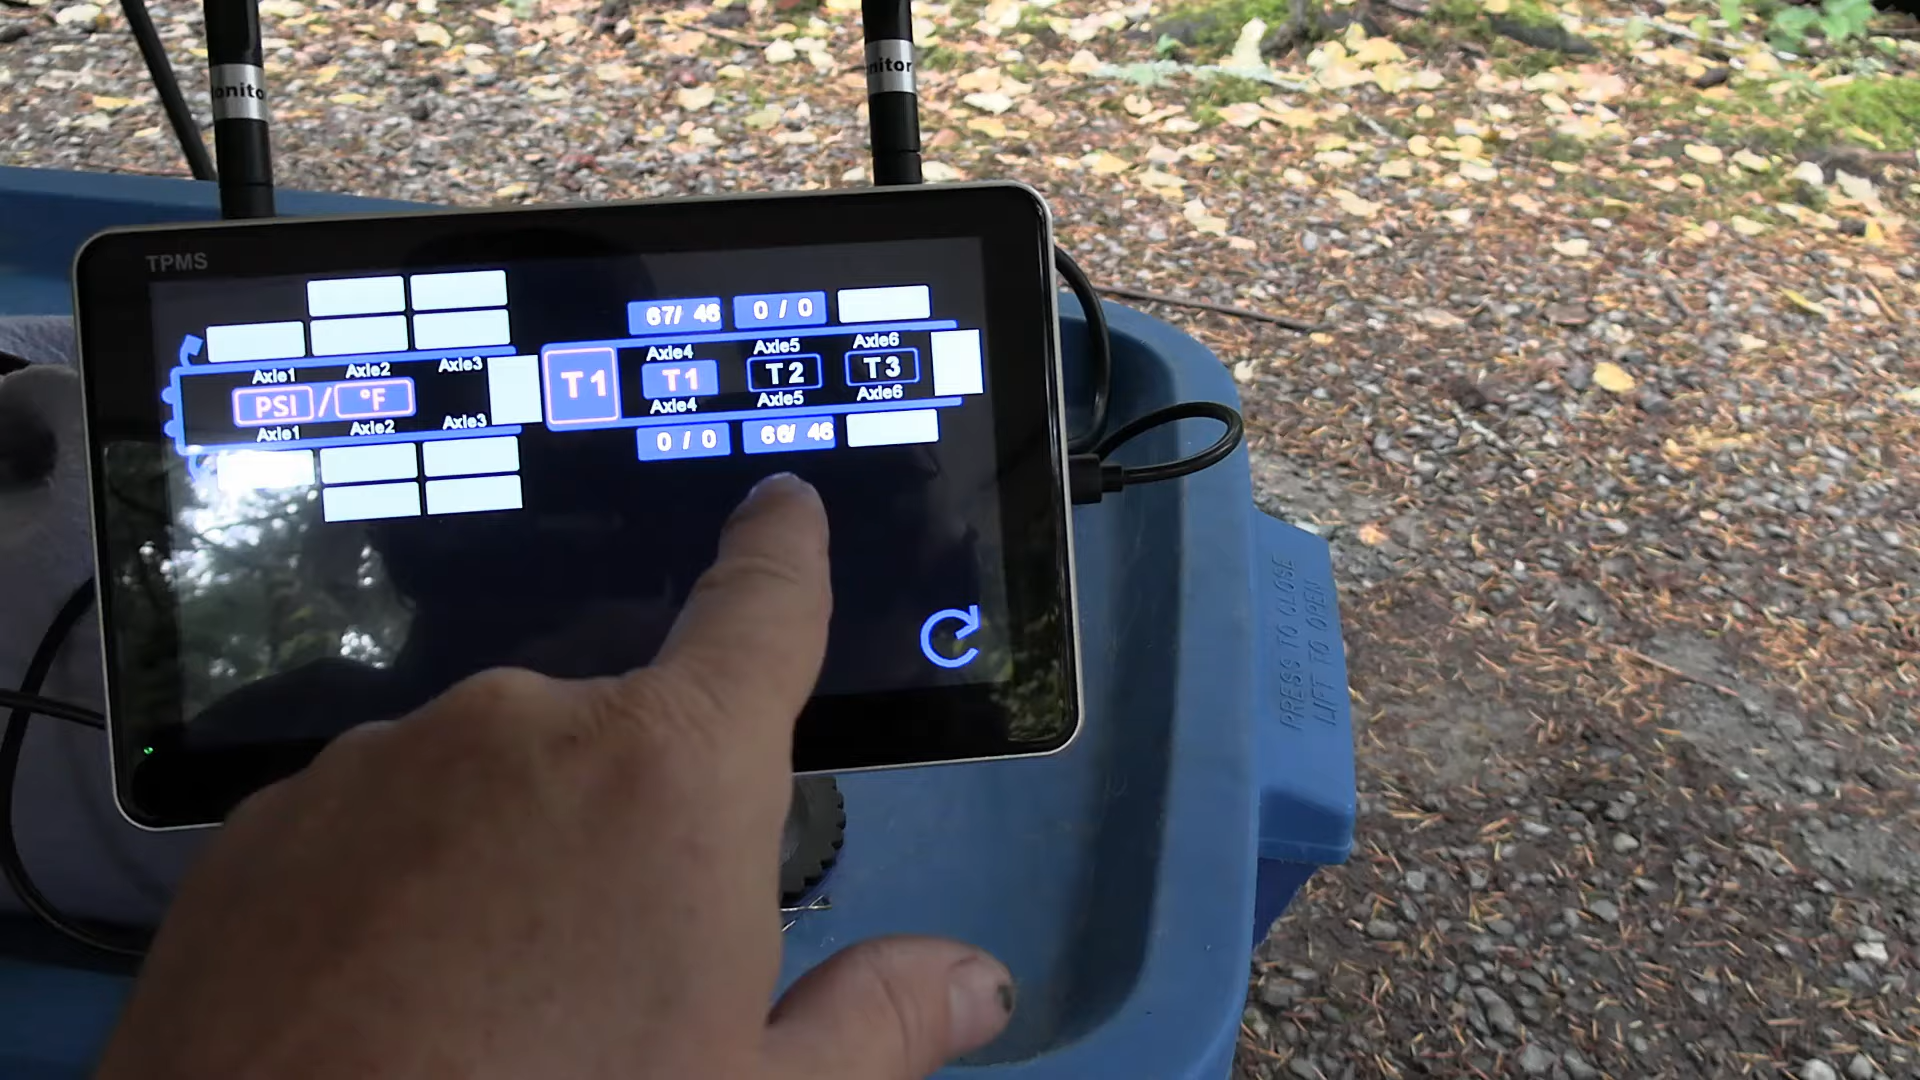 onito
nitor
TPMS
67/ 46 0 / 0
Axle1 Axle2 Axle3 Axle4 Axle5 Axle6
PSI / °F T1 T1 T2 T3
Axle1 Axle2 Axle3 Axle4 Axle5 Axle6
0 / 0 66/ 46
PRESS TO CLOSE
LIFT TO OPEN